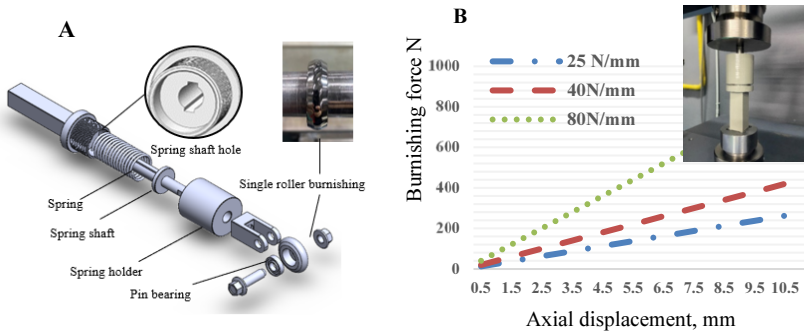 A
Spring shaft hole
Single roller burnishing
Spring
Spring shaft
Spring holder
Pin bearing
B
Burnishing force N
1000
800
600
400
200
0
25 N/mm
40N/mm
80N/mm
0.5 1.5 2.5 3.5 4.5 5.5 6.5 7.5 8.5 9.5 10.5
Axial displacement, mm